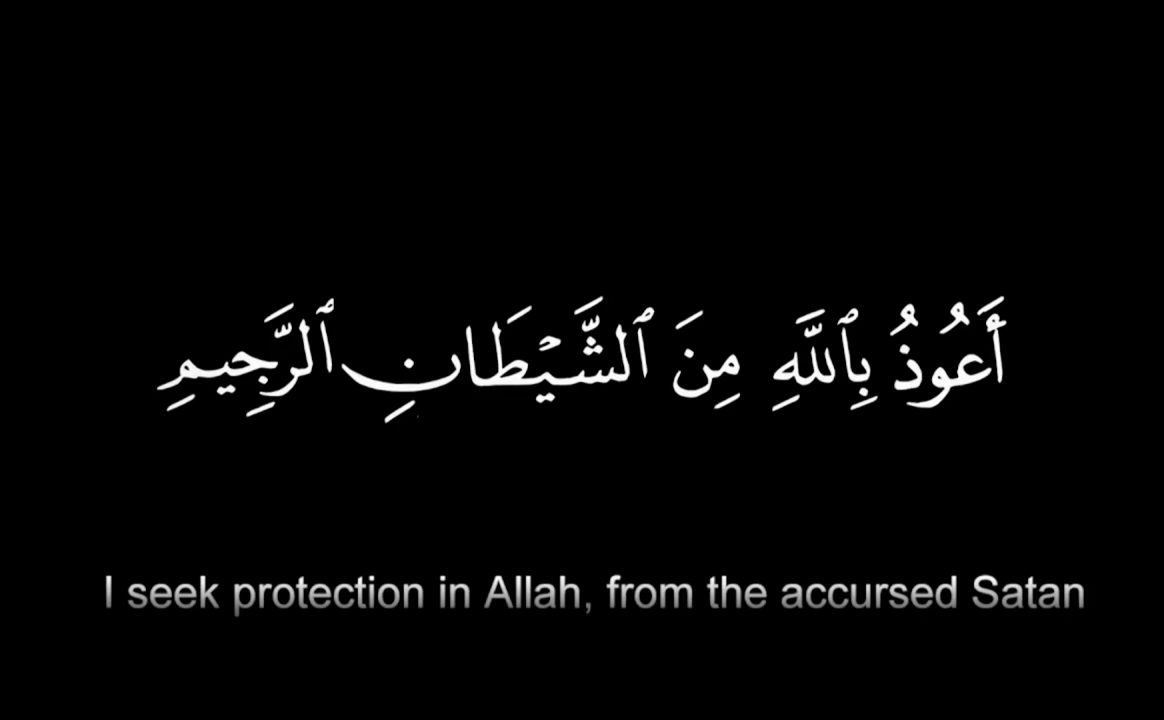 أَعُوذُ بِٱللَّهِ مِنَ ٱلشَّيْطَانِ ٱلرَّجِيمِ
I seek protection in Allah, from the accursed Satan